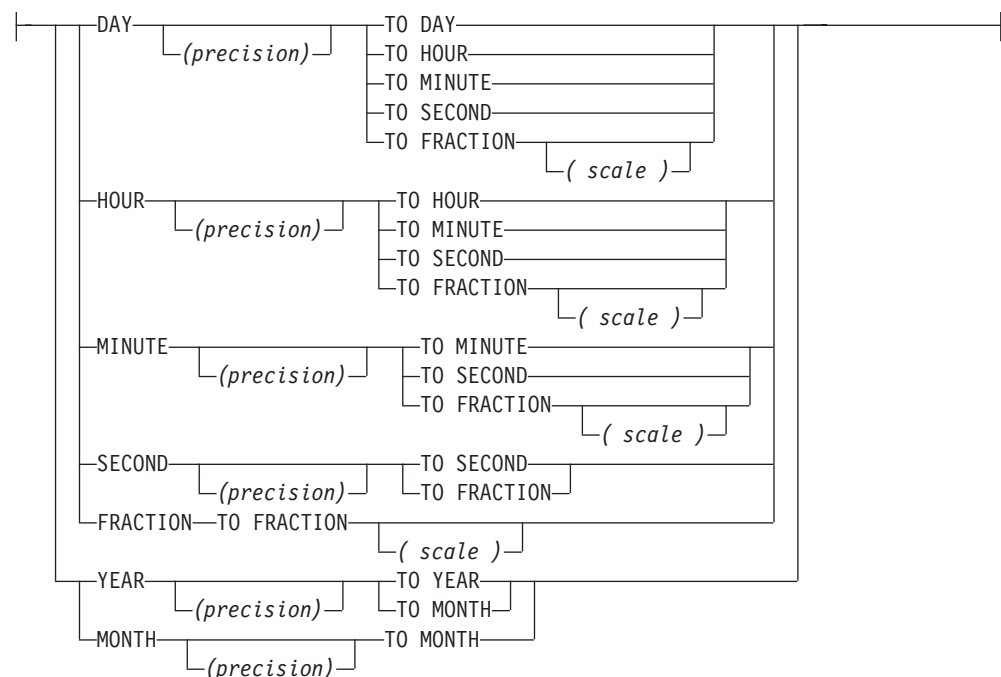 DAY TO DAY
(precision) TO HOUR
TO MINUTE
TO SECOND
TO FRACTION
( scale )
HOUR TO HOUR
(precision) TO MINUTE
TO SECOND
TO FRACTION
( scale )
MINUTE TO MINUTE
(precision) TO SECOND
TO FRACTION
( scale )
SECOND TO SECOND
(precision) TO FRACTION
FRACTION TO FRACTION
( scale )
YEAR TO YEAR
(precision) TO MONTH
MONTH TO MONTH
(precision)